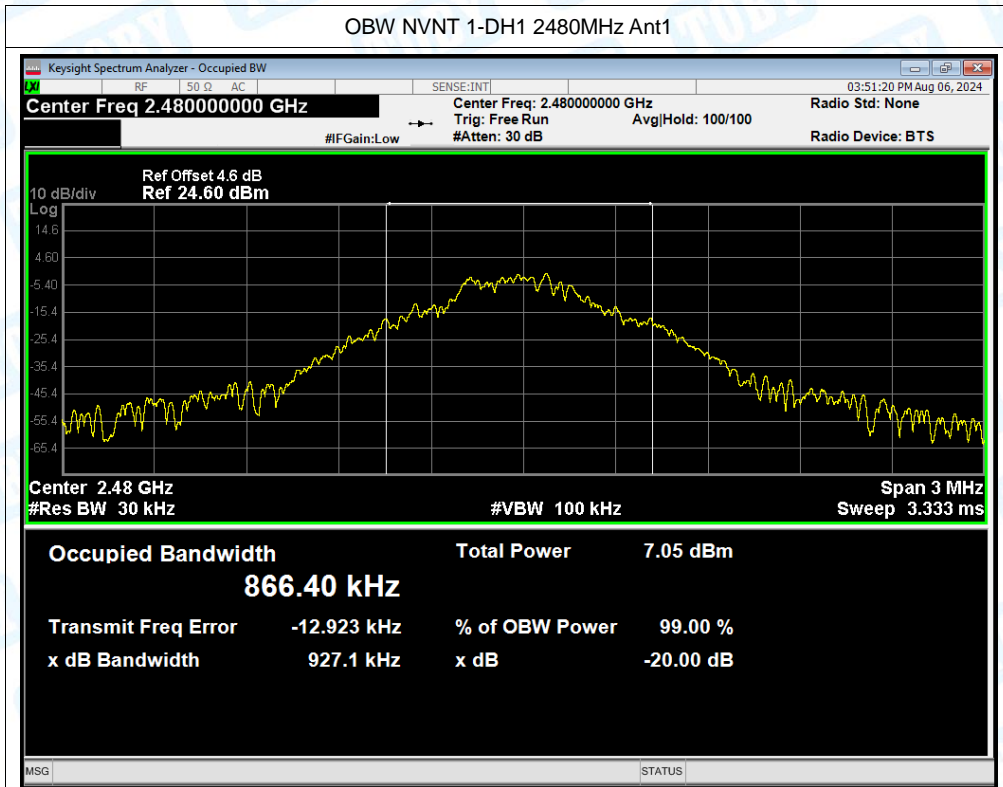 OBW NVNT 1-DH1 2480MHz Ant1
Keysight Spectrum Analyzer - Occupied BW
LXI RF 50 Ω AC SENSE:INT 03:51:20 PM Aug 06, 2024
Center Freq 2.480000000 GHz Center Freq: 2.480000000 GHz Radio Std: None
Trig: Free Run Avg|Hold: 100/100
#IFGain:Low #Atten: 30 dB Radio Device: BTS
Ref Offset 4.6 dB
10 dB/div Ref 24.60 dBm
Log
14.6
4.60
-5.40
-15.4
-25.4
-35.4
-45.4
-55.4
-65.4
Center 2.48 GHz Span 3 MHz
#Res BW 30 kHz #VBW 100 kHz Sweep 3.333 ms
Occupied Bandwidth Total Power 7.05 dBm
866.40 kHz
Transmit Freq Error -12.923 kHz % of OBW Power 99.00 %
x dB Bandwidth 927.1 kHz x dB -20.00 dB
MSG STATUS